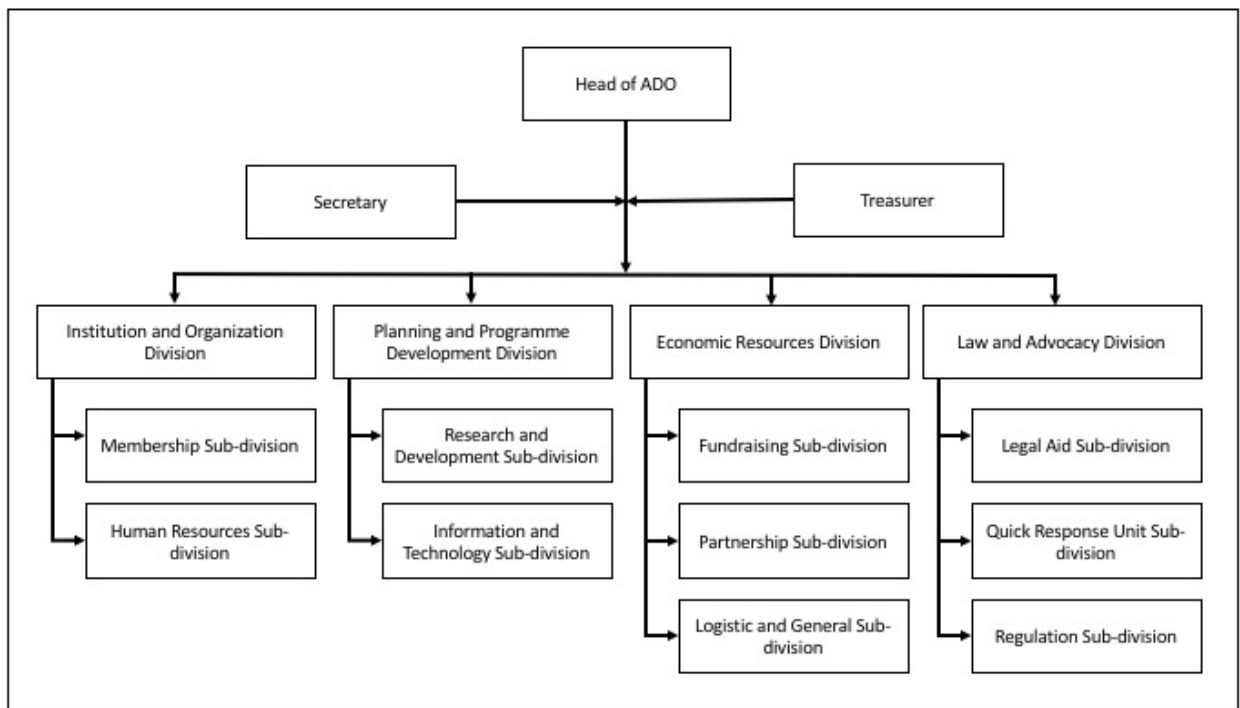 Head of ADO
Secretary
Treasurer
Institution and Organization
Division
Planning and Programme
Development Division
Economic Resources Division
Law and Advocacy Division
Membership Sub-division
Research and
Development Sub-division
Fundraising Sub-division
Legal Aid Sub-division
Human Resources Sub-
division
Information and
Technology Sub-division
Partnership Sub-division
Quick Response Unit Sub-
division
Logistic and General Sub-
division
Regulation Sub-division